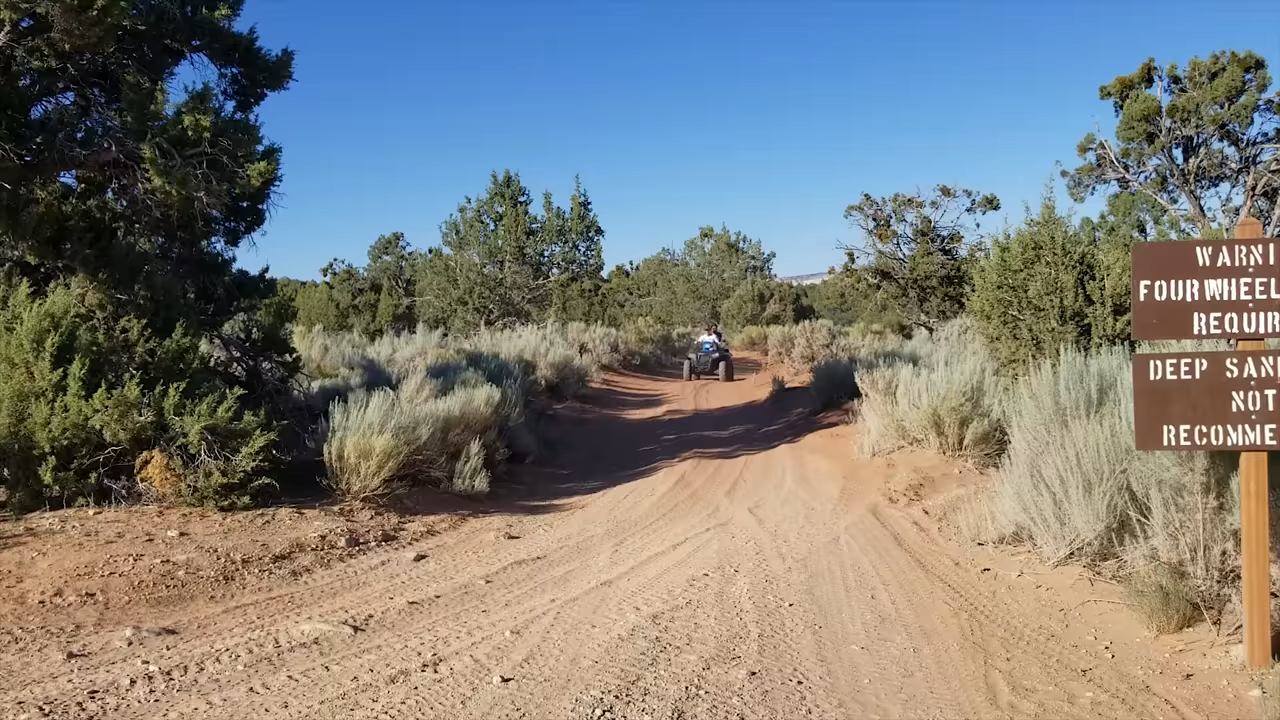 WARNI
FOUR WHEEL
REQUIR
DEEP SAN
NOT
RECOMME